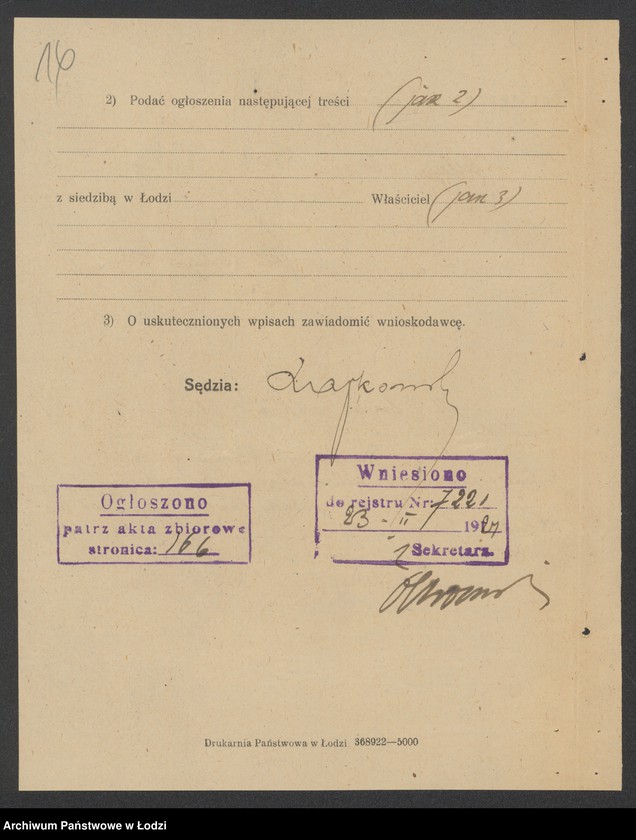 16
2) Podać ogłoszenia następującej treści (jak 2)
z siedzibą w Łodzi Właściciel (jak 3)
3) O uskutecznionych wpisach zawiadomić wnioskodawcę.
Sędzia:
Ogłoszono
patrz akta zbiorowe
stronica: 166
Wniesiono
do rejstru Nr: 7221
23 - II 1927
Sekretarz
Drukarnia Państwowa w Łodzi 368922—5000
Archiwum Państwowe w Łodzi